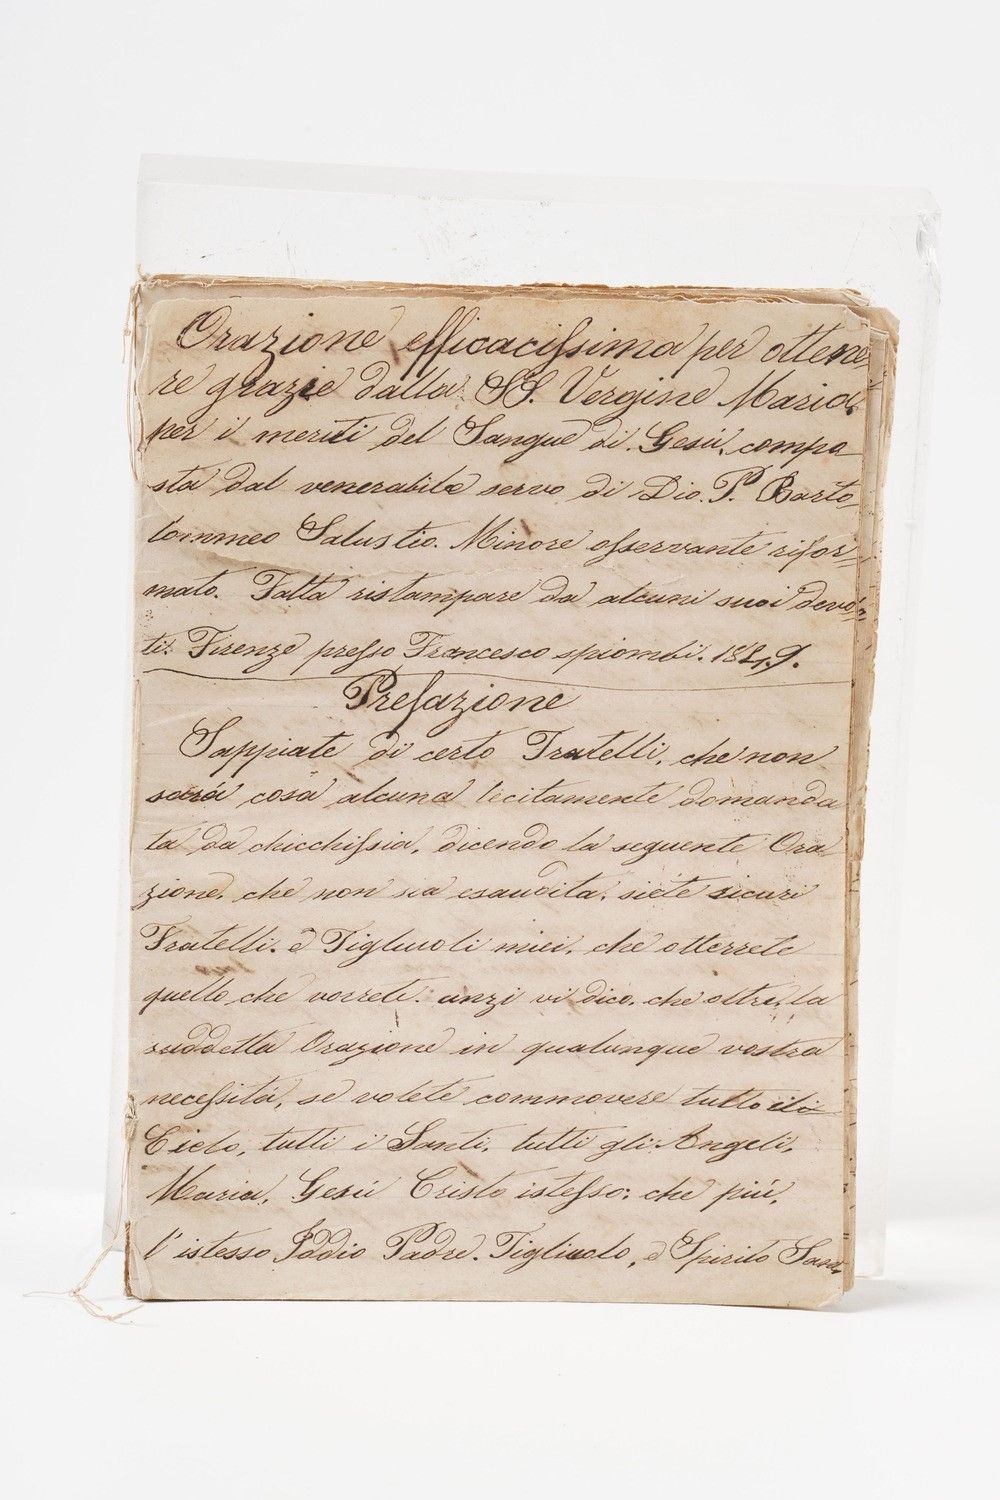 Orazione efficacissima per ottene
re grazie dalla SS. Vergine Maria
per i meriti del Sangue di Gesù, compo
sta dal venerabile servo di Dio. P. Barto=
lommeo Salustio. Minore osservante rifor=
mato. Fatta ristampare da alcuni suoi devo=
ti. Firenze presso Francesco spiombi. 1849.
Prefazione
Sappiate di certo Fratelli, che non
sarà cosa alcuna lecitamente domanda
ta da chicchissia, dicendo la seguente Ora
zione, che non sia esaudita, siete sicuri
Fratelli. e Figliuoli miei, che otterrete
quello che vorrete. anzi vi dico, che oltre la
suddetta Orazione in qualunque vostra
necessità, se volete commovere tutto il
Cielo, tutti i Santi, tutti gli Angeli,
Maria, Gesù Cristo istesso; che più,
l'istesso Iddio Padre. Figliuolo, e Spirito Sant